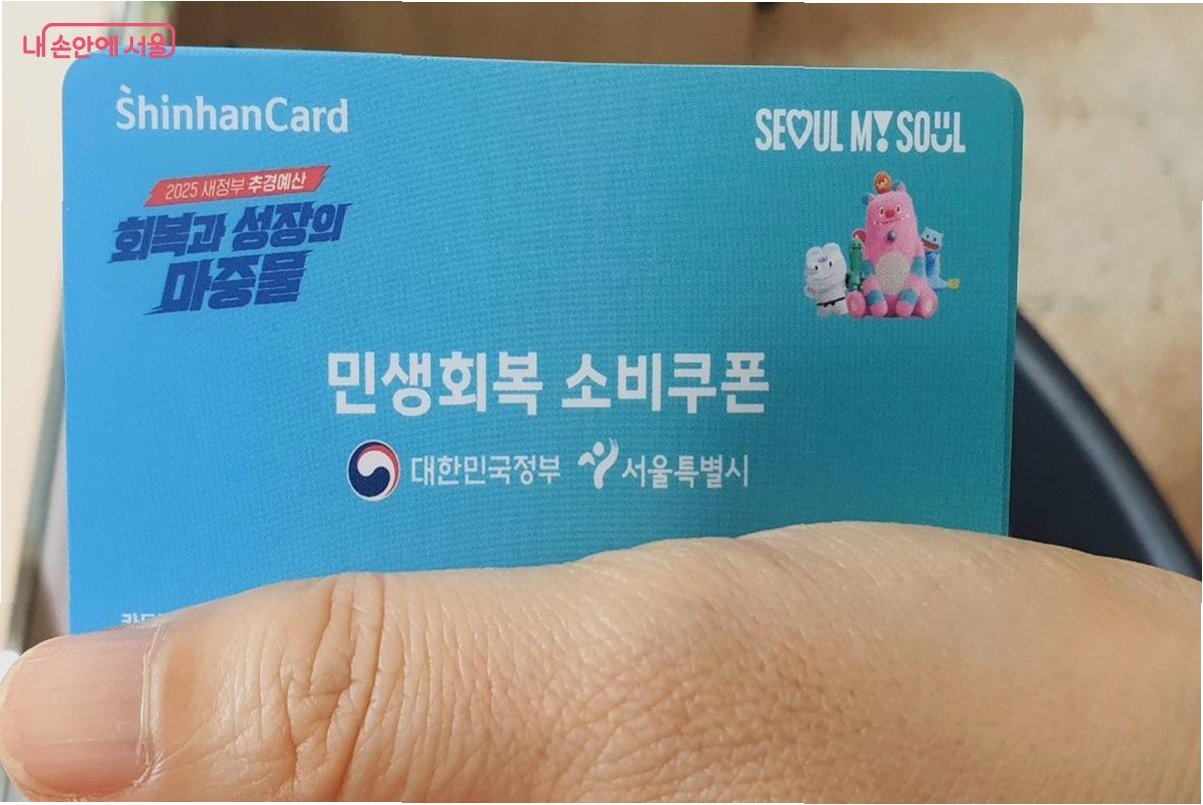 내 손안에 서울
ShinhanCard
SEOUL MY SOUL
2025 새정부 추경예산
회복과 성장의
마중물
민생회복 소비쿠폰
대한민국정부 서울특별시